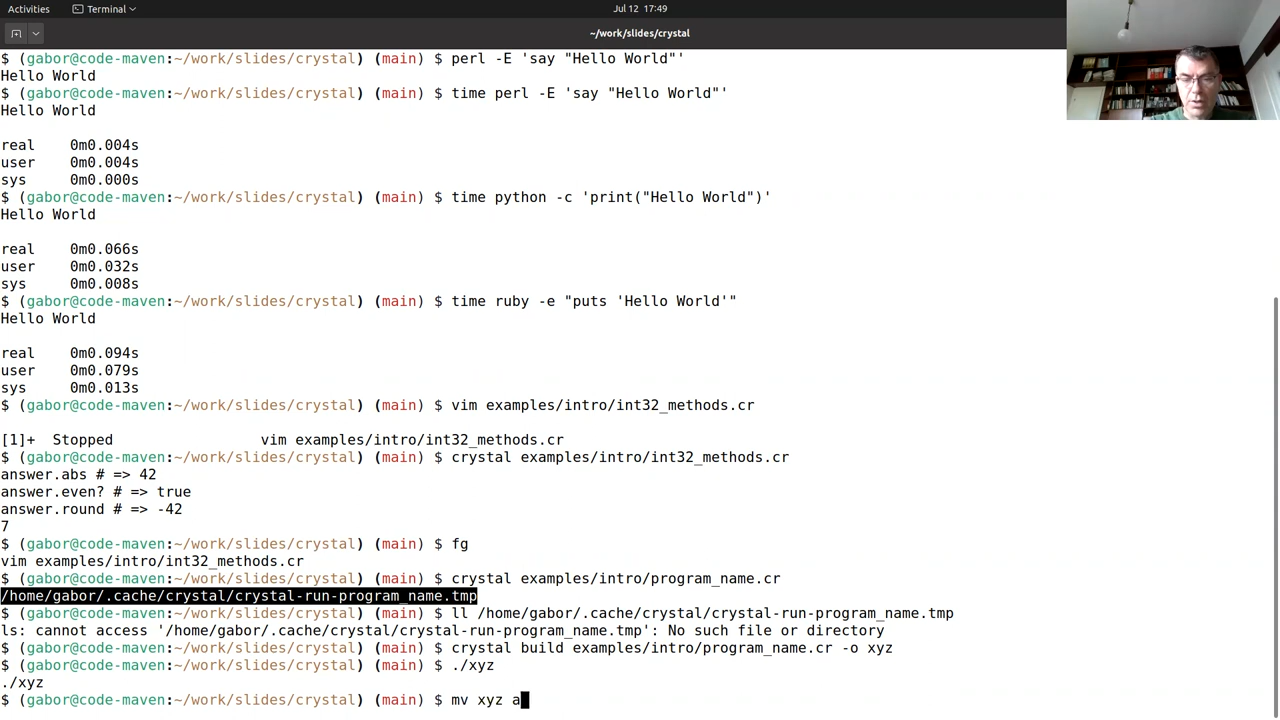 Activities Terminal Jul 12 17:49
~/work/slides/crystal
$ (gabor@code-maven:~/work/slides/crystal) (main) $ perl -E 'say "Hello World"'
Hello World
$ (gabor@code-maven:~/work/slides/crystal) (main) $ time perl -E 'say "Hello World"'
Hello World
real 0m0.004s
user 0m0.004s
sys 0m0.000s
$ (gabor@code-maven:~/work/slides/crystal) (main) $ time python -c 'print("Hello World")'
Hello World
real 0m0.066s
user 0m0.032s
sys 0m0.008s
$ (gabor@code-maven:~/work/slides/crystal) (main) $ time ruby -e "puts 'Hello World'"
Hello World
real 0m0.094s
user 0m0.079s
sys 0m0.013s
$ (gabor@code-maven:~/work/slides/crystal) (main) $ vim examples/intro/int32_methods.cr
[1]+ Stopped vim examples/intro/int32_methods.cr
$ (gabor@code-maven:~/work/slides/crystal) (main) $ crystal examples/intro/int32_methods.cr
answer.abs # => 42
answer.even? # => true
answer.round # => -42
7
$ (gabor@code-maven:~/work/slides/crystal) (main) $ fg
vim examples/intro/int32_methods.cr
$ (gabor@code-maven:~/work/slides/crystal) (main) $ crystal examples/intro/program_name.cr
/home/gabor/.cache/crystal/crystal-run-program_name.tmp
$ (gabor@code-maven:~/work/slides/crystal) (main) $ ll /home/gabor/.cache/crystal/crystal-run-program_name.tmp
ls: cannot access '/home/gabor/.cache/crystal/crystal-run-program_name.tmp': No such file or directory
$ (gabor@code-maven:~/work/slides/crystal) (main) $ crystal build examples/intro/program_name.cr -o xyz
$ (gabor@code-maven:~/work/slides/crystal) (main) $ ./xyz
./xyz
$ (gabor@code-maven:~/work/slides/crystal) (main) $ mv xyz a